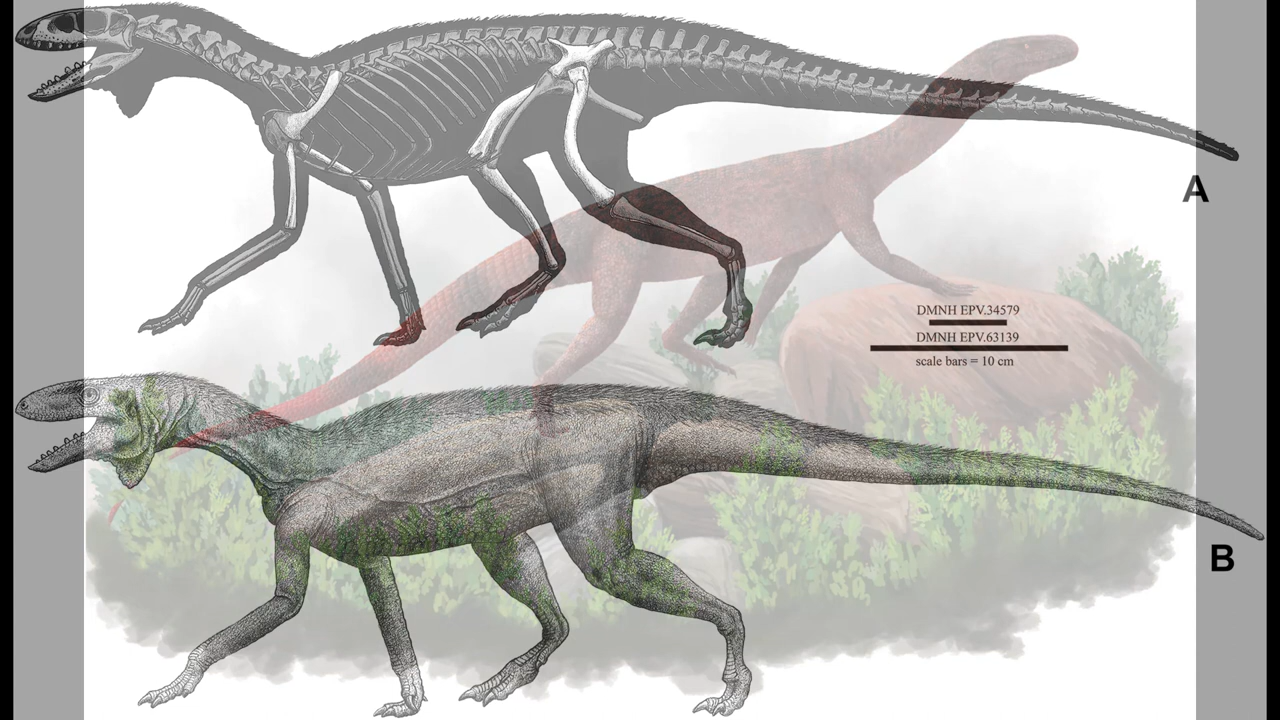 A
DMNH EPV.34579
DMNH EPV.63139
scale bars = 10 cm
B